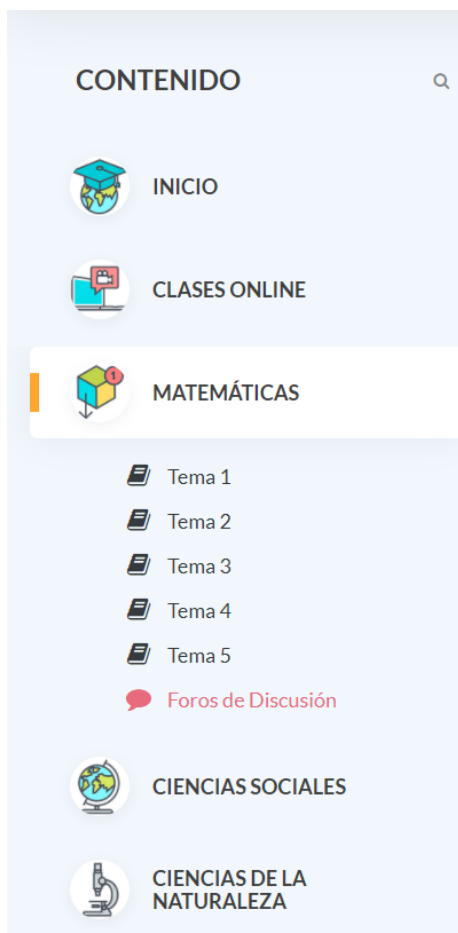 CONTENIDO
INICIO
CLASES ONLINE
1
MATEMÁTICAS
Tema 1
Tema 2
Tema 3
Tema 4
Tema 5
Foros de Discusión
CIENCIAS SOCIALES
CIENCIAS DE LA
NATURALEZA